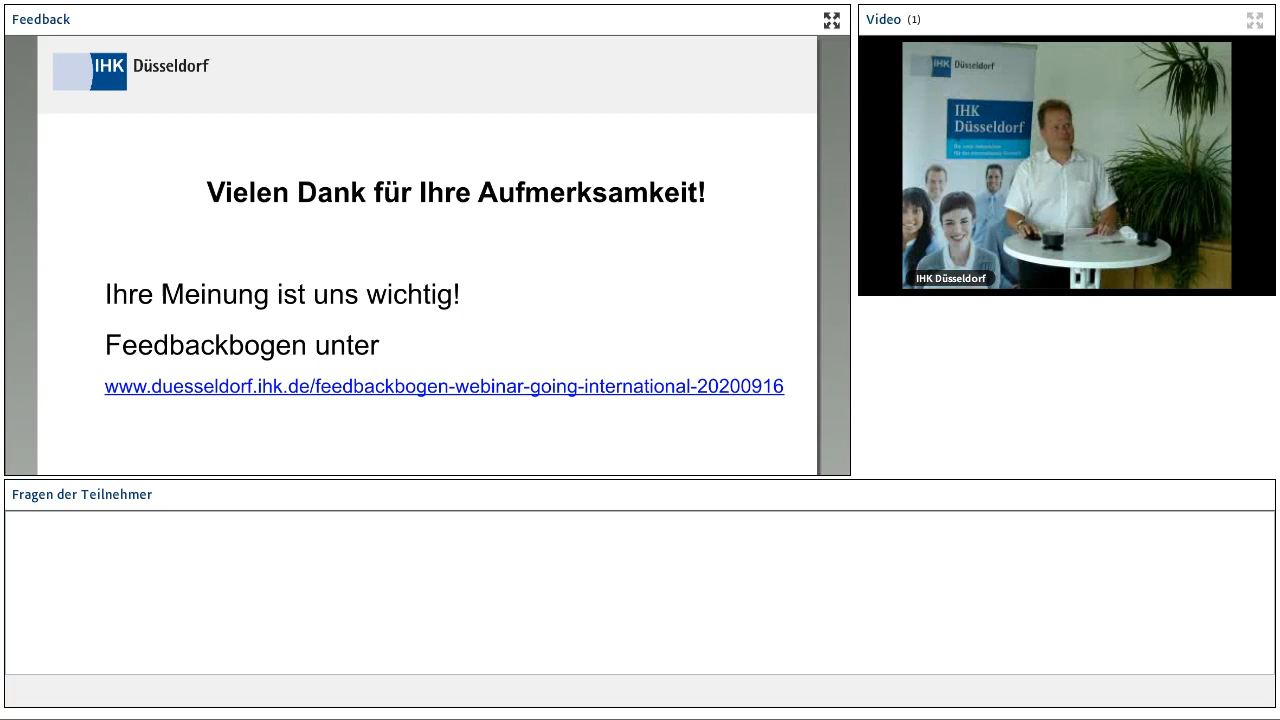 Feedback
IHK Düsseldorf
Vielen Dank für Ihre Aufmerksamkeit!
Ihre Meinung ist uns wichtig!
Feedbackbogen unter
www.duesseldorf.ihk.de/feedbackbogen-webinar-going-international-20200916
Video (1)
IHK Düsseldorf
IHK
Düsseldorf
IHK Düsseldorf
Fragen der Teilnehmer